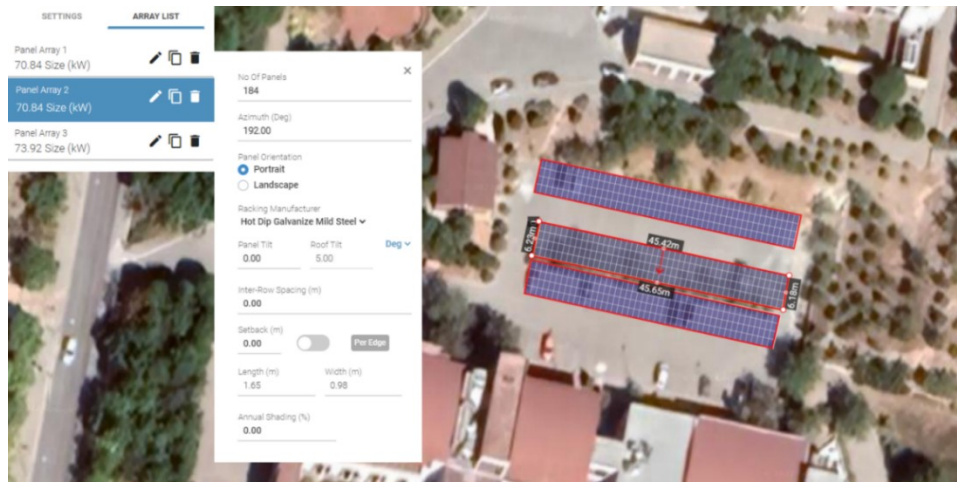 SETTINGS ARRAY LIST
Panel Array 1
70.84 Size (kW)
Panel Array 2
70.84 Size (kW)
Panel Array 3
73.92 Size (kW)
No Of Panels
184
Azimuth (Deg)
192.00
Panel Orientation
Portrait
Landscape
Racking Manufacturer
Hot Dip Galvanize Mild Steel
Panel Tilt Roof Tilt Deg
0.00 5.00
Inter-Row Spacing (m)
0.00
Setback (m)
0.00 Per Edge
Length (m) Width (m)
1.65 0.98
Annual Shading (%)
0.00
6.23m
45.42m
45.65m
6.18m